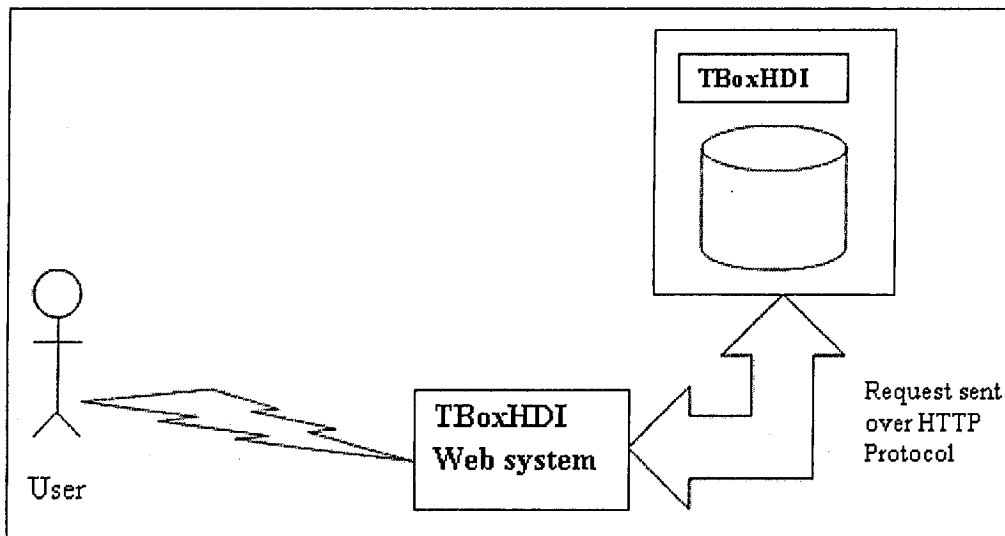 TBoxHDI
TBoxHDI
Web system
Request sent
over HTTP
Protocol
User